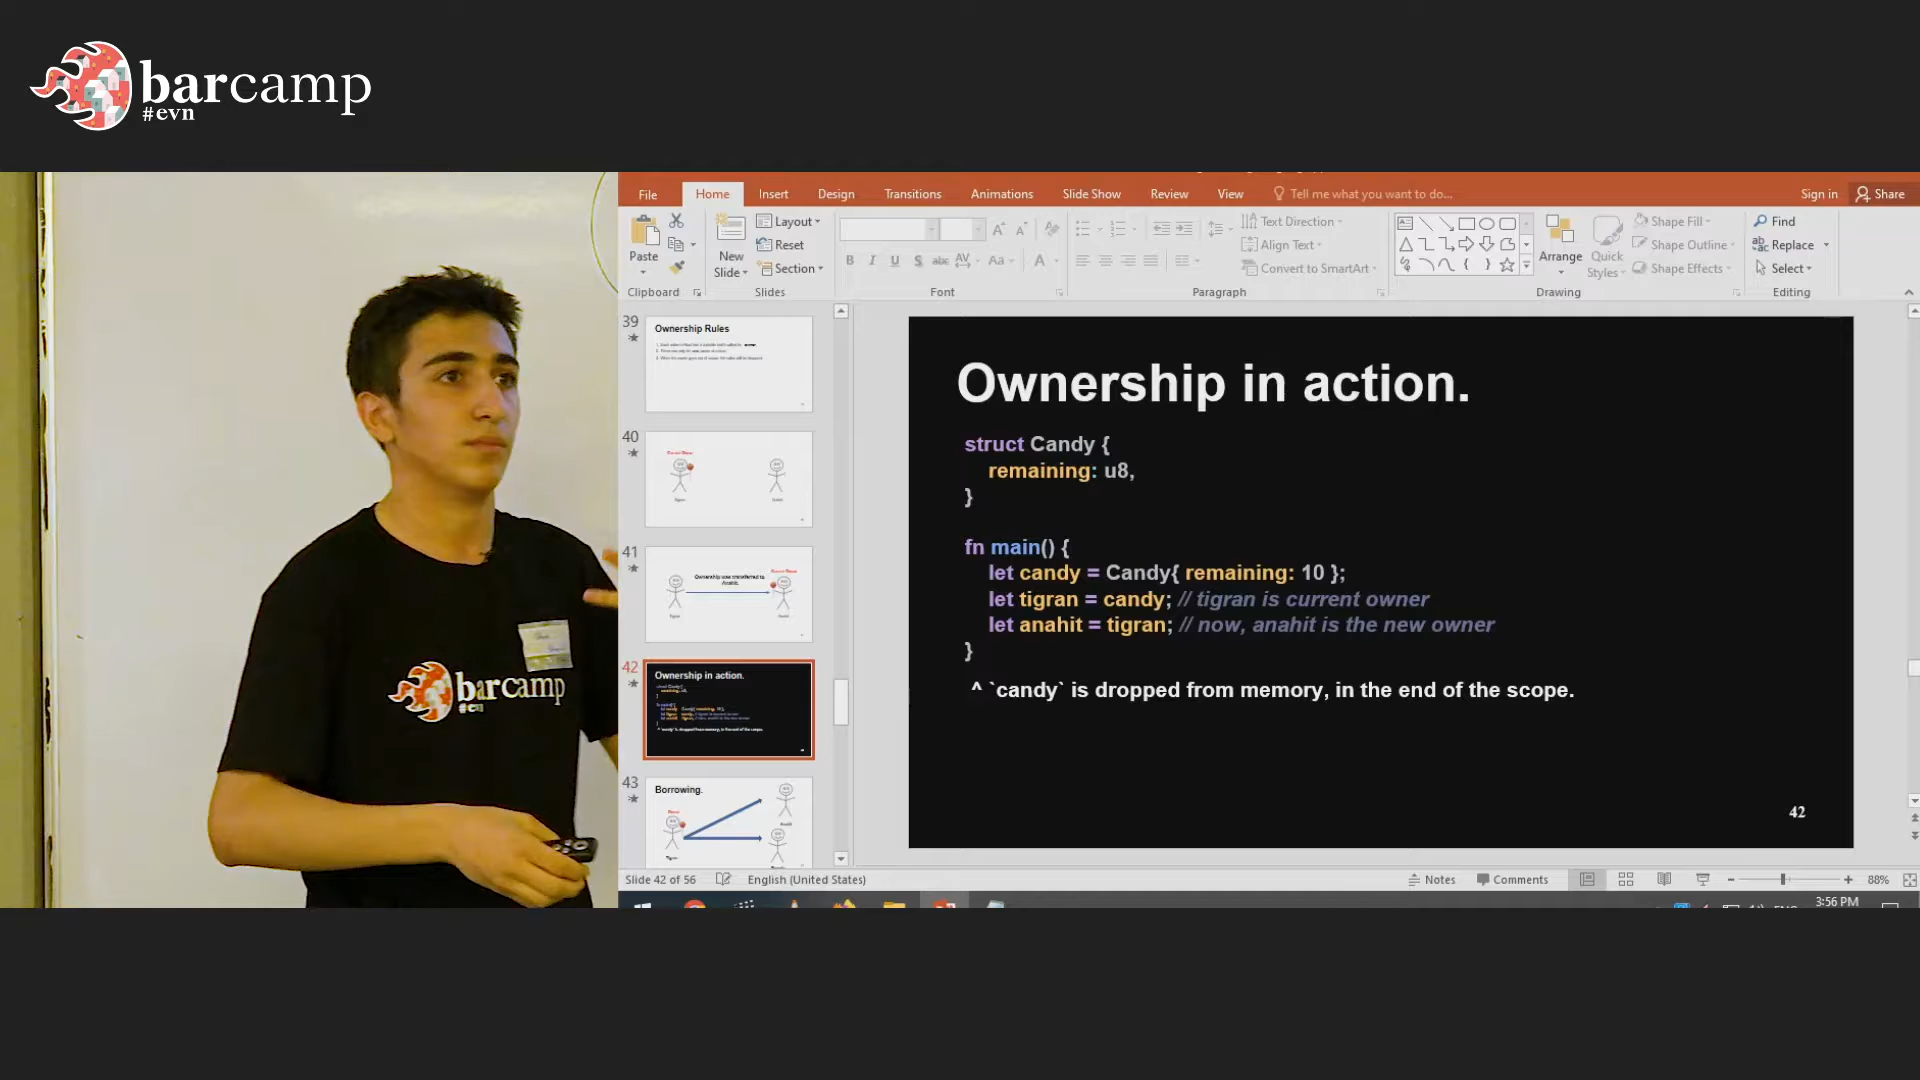 barcamp
#evn
File
Home
Insert
Design
Transitions
Animations
Slide Show
Review
View
Tell me what you want to do...
Sign in
Share
Paste
New
Slide
Layout
Reset
Section
Text Direction
Align Text
Convert to SmartArt
Arrange
Quick
Styles
Shape Fill
Shape Outline
Shape Effects
Find
Replace
Select
Clipboard
Slides
Font
Paragraph
Drawing
Editing
39
Ownership Rules
40
41
Ownership was transferred to
Anahit.
42
Ownership in action.
43
Borrowing.
Ownership in action.
struct Candy {
remaining: u8,
}
fn main() {
let candy = Candy{ remaining: 10 };
let tigran = candy; // tigran is current owner
let anahit = tigran; // now, anahit is the new owner
}
^ `candy` is dropped from memory, in the end of the scope.
42
barcamp
Slide 42 of 56
English (United States)
Notes
Comments
88%
3:56 PM